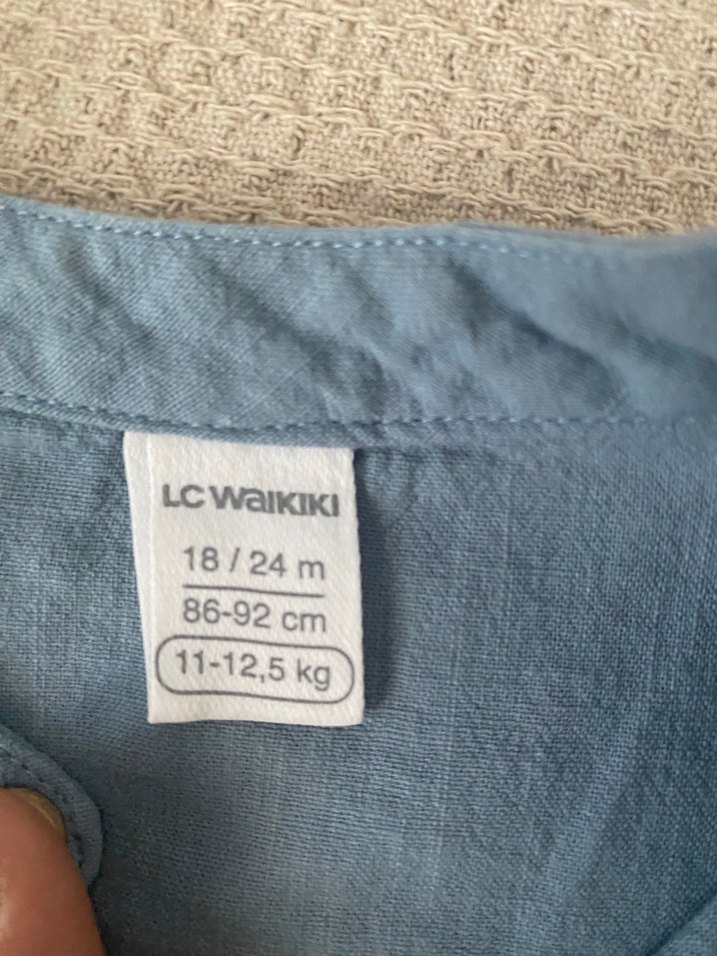 LC WAIKIKI
18 / 24 m
86-92 cm
11-12,5 kg